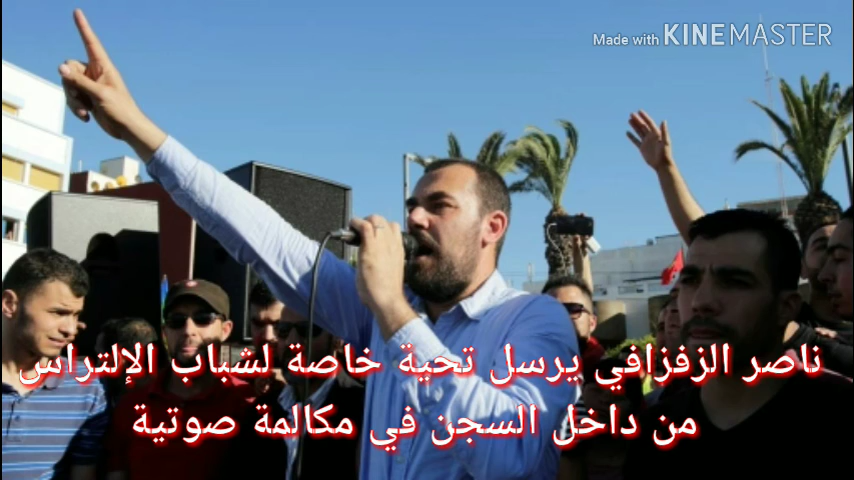 Made with KINEMASTER
ناصر الزفزافي يرسل تحية خاصة لشباب الإلتراس
من داخل السجن في مكالمة صوتية